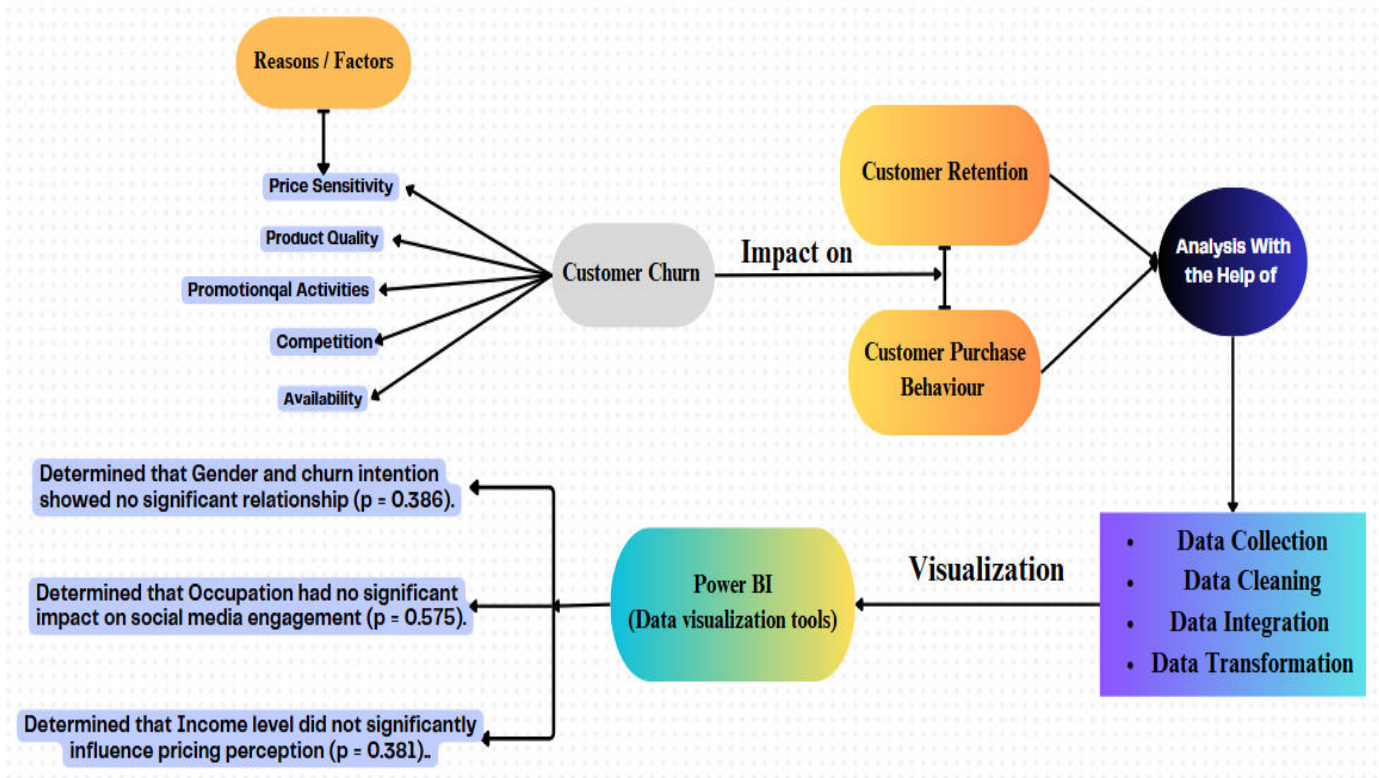 Reasons / Factors
Price Sensitivity
Product Quality
Promotionqal Activities
Competition
Availability
Customer Churn
Impact on
Customer Retention
Customer Purchase
Behaviour
Analysis With
the Help of
• Data Collection
• Data Cleaning
• Data Integration
• Data Transformation
Visualization
Power BI
(Data visualization tools)
Determined that Gender and churn intention
showed no significant relationship (p = 0.386).
Determined that Occupation had no significant
impact on social media engagement (p = 0.575).
Determined that Income level did not significantly
influence pricing perception (p = 0.381)..